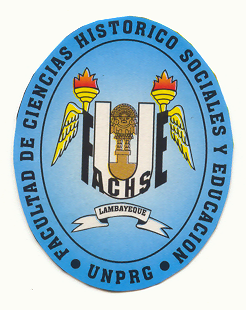 FACULTAD DE CIENCIAS HISTORICO SOCIALES Y EDUCACION
FACHSE
LAMBAYEQUE
UNPRG